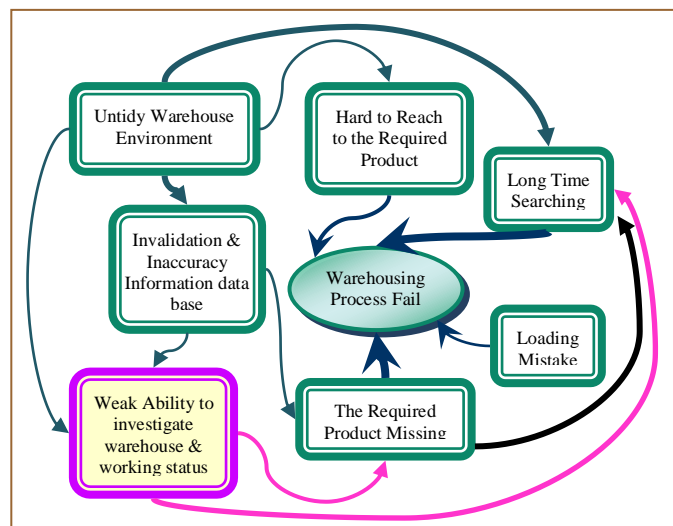 Untidy Warehouse
Environment
Hard to Reach
to the Required
Product
Long Time
Searching
Invalidation &
Inaccuracy
Information data
base
Warehousing
Process Fail
Loading
Mistake
Weak Ability to
investigate
warehouse &
working status
The Required
Product Missing